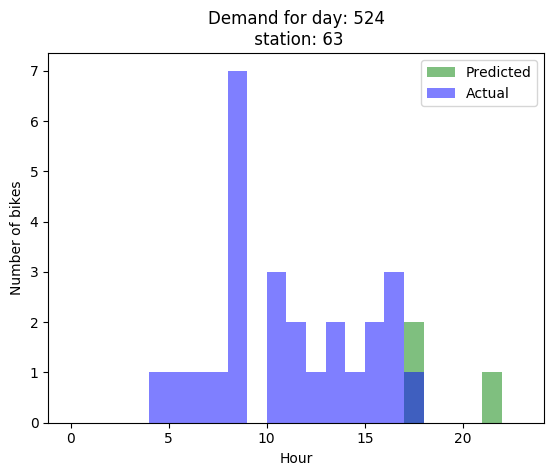 Demand for day: 524
station: 63
Predicted
Actual
Number of bikes
7
6
5
4
3
2
1
0
0 5 10 15 20
Hour